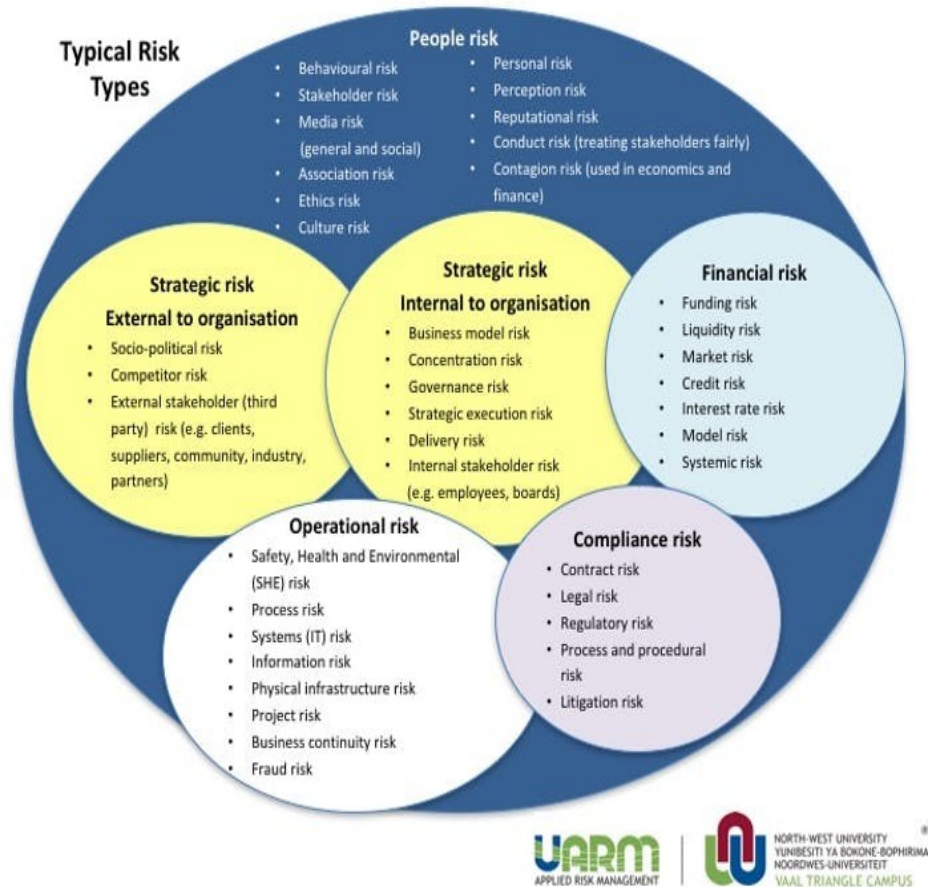 Typical Risk
Types
People risk
• Behavioural risk
• Stakeholder risk
• Media risk
(general and social)
• Association risk
• Ethics risk
• Culture risk
• Personal risk
• Perception risk
• Reputational risk
• Conduct risk (treating stakeholders fairly)
• Contagion risk (used in economics and
finance)
Strategic risk
External to organisation
• Socio-political risk
• Competitor risk
• External stakeholder (third
party) risk (e.g. clients,
suppliers, community, industry,
partners)
Strategic risk
Internal to organisation
• Business model risk
• Concentration risk
• Governance risk
• Strategic execution risk
• Delivery risk
• Internal stakeholder risk
(e.g. employees, boards)
Financial risk
• Funding risk
• Liquidity risk
• Market risk
• Credit risk
• Interest rate risk
• Model risk
• Systemic risk
Operational risk
• Safety, Health and Environmental
(SHE) risk
• Process risk
• Systems (IT) risk
• Information risk
• Physical infrastructure risk
• Project risk
• Business continuity risk
• Fraud risk
Compliance risk
• Contract risk
• Legal risk
• Regulatory risk
• Process and procedural
risk
• Litigation risk
UARM
APPLIED RISK MANAGEMENT
®
NORTH-WEST UNIVERSITY
YUNIBESITI YA BOKONE-BOPHIRIMA
NOORDWES-UNIVERSITEIT
VAAL TRIANGLE CAMPUS